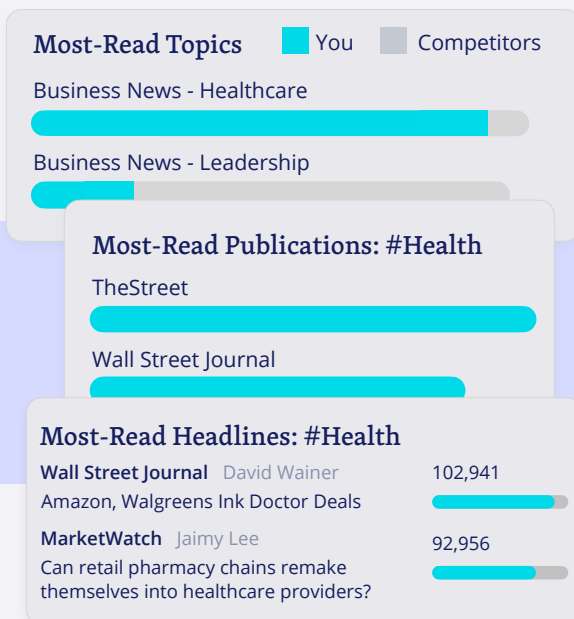 Most-Read Topics You Competitors
Business News - Healthcare
Business News - Leadership
Most-Read Publications: #Health
TheStreet
Wall Street Journal
Most-Read Headlines: #Health
Wall Street Journal David Wainer 102,941
Amazon, Walgreens Ink Doctor Deals
MarketWatch Jaimy Lee 92,956
Can retail pharmacy chains remake
themselves into healthcare providers?